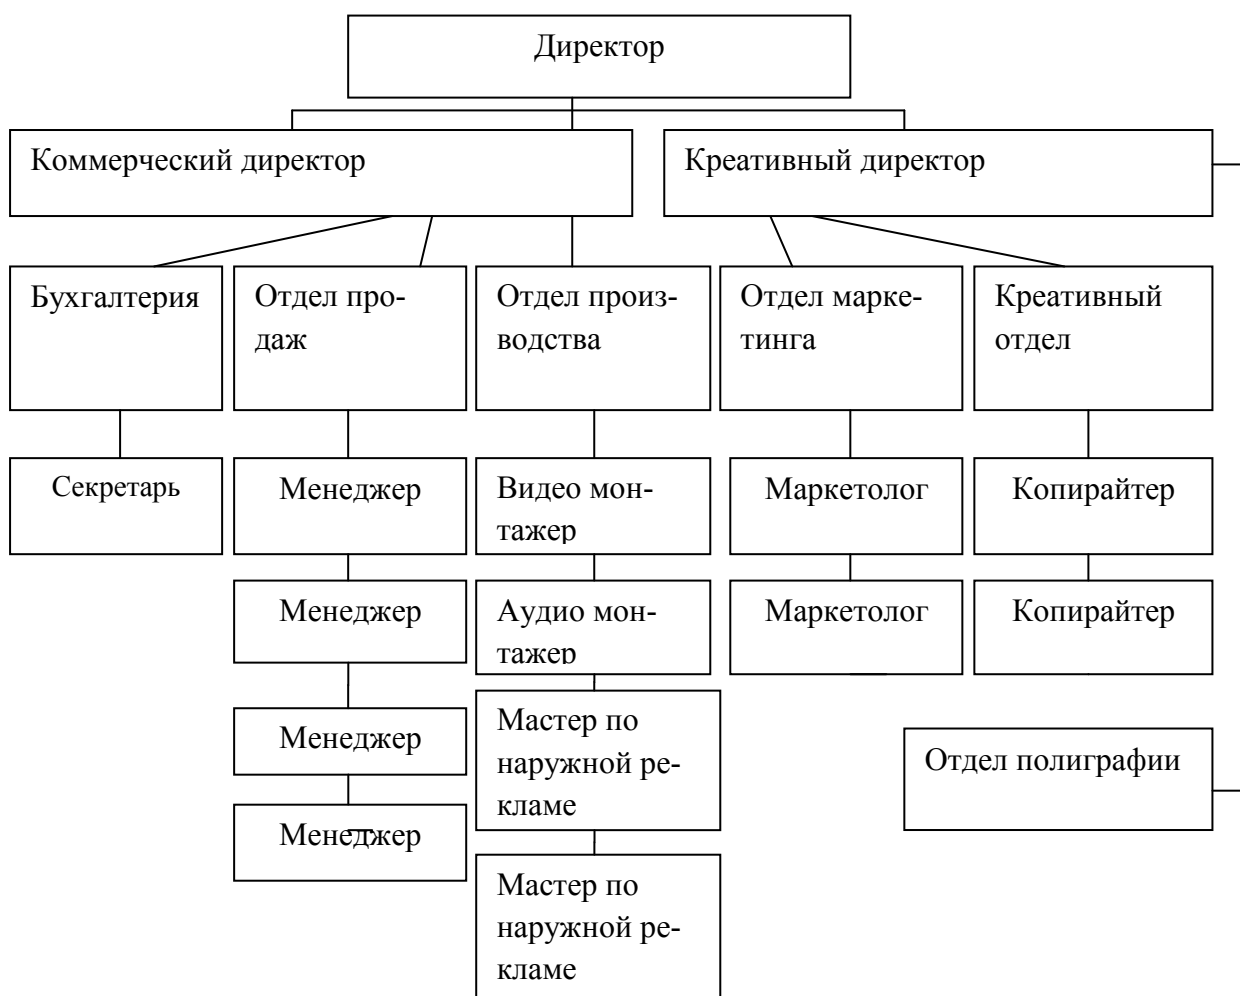 Директор
Коммерческий директор
Креативный директор
Бухгалтерия
Отдел про-
даж
Отдел произ-
водства
Отдел марке-
тинга
Креативный
отдел
Секретарь
Менеджер
Видео мон-
тажер
Маркетолог
Копирайтер
Менеджер
Аудио мон-
тажер
Маркетолог
Копирайтер
Менеджер
Мастер по
наружной ре-
кламе
Отдел полиграфии
Менеджер
Мастер по
наружной ре-
кламе